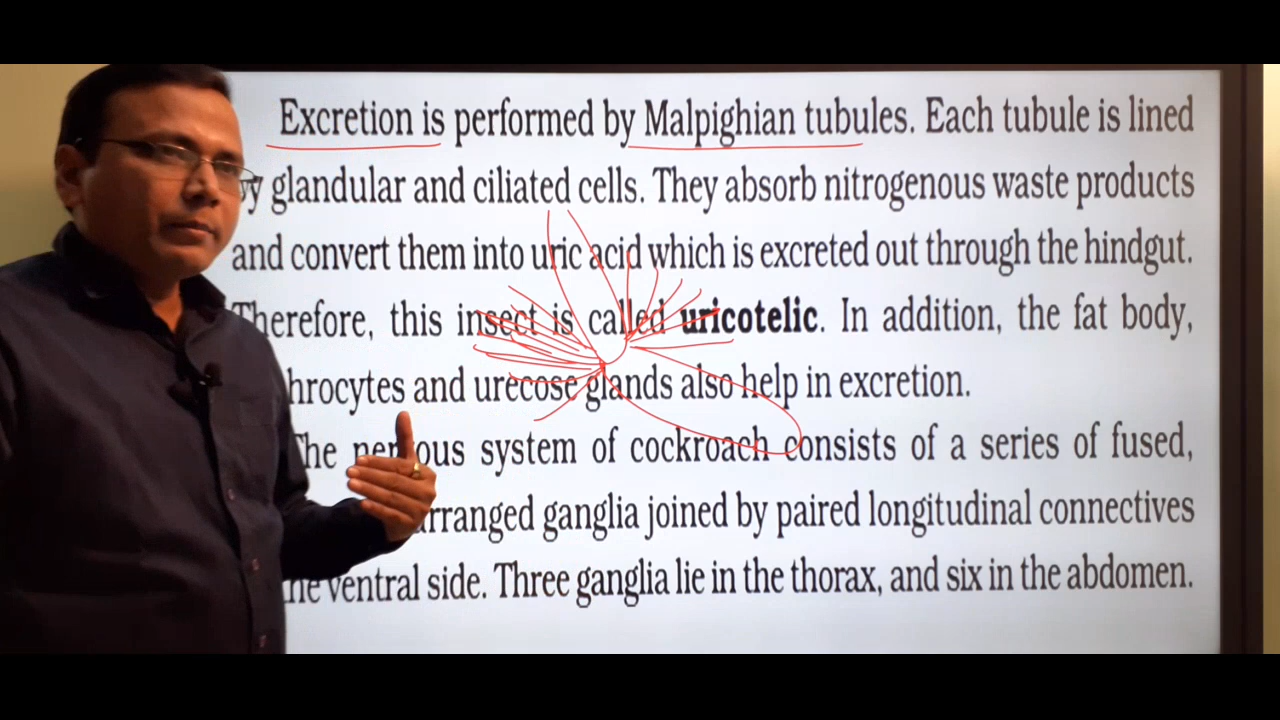 Excretion is performed by Malpighian tubules. Each tubule is lined
glandular and ciliated cells. They absorb nitrogenous waste products
and convert them into uric acid which is excreted out through the hindgut.
Therefore, this insect is called uricotelic. In addition, the fat body,
and urecose glands also help in excretion.
The nervous system of cockroach consists of a series of fused,
arranged ganglia joined by paired longitudinal connectives
ventral side. Three ganglia lie in the thorax, and six in the abdomen.